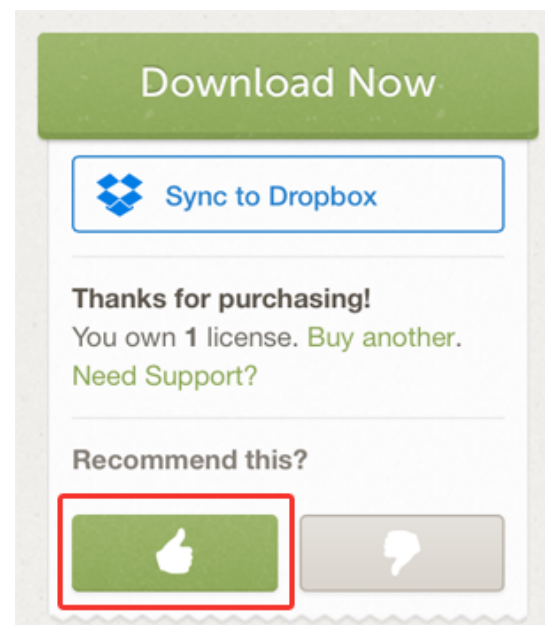 Download Now
Sync to Dropbox
Thanks for purchasing!
You own 1 license. Buy another.
Need Support?
Recommend this?